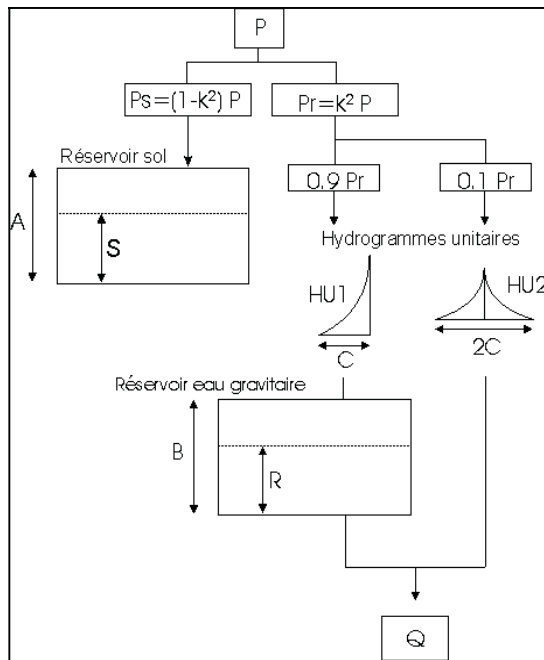 P
Ps=(1-k²) P
Pr=k² P
Réservoir sol
0.9 Pr
0.1 Pr
A
S
Hydrogrammes unitaires
HU1
HU2
C
2C
Réservoir eau gravitaire
B
R
Q